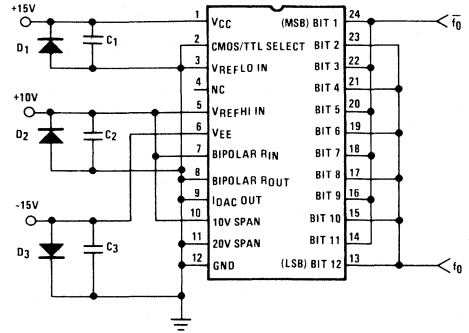 +15V
D1
C1
1 VCC (MSB) BIT 1 24 f0
2 CMOS/TTL SELECT BIT 2 23
3 VREFLO IN BIT 3 22
4 NC BIT 4 21
+10V
D2
C2
5 VREFHI IN BIT 5 20
6 VEE BIT 6 19
7 BIPOLAR RIN BIT 7 18
8 BIPOLAR ROUT BIT 8 17
9 IDAC OUT BIT 9 16
-15V
D3
C3
10 10V SPAN BIT 10 15
11 20V SPAN BIT 11 14
12 GND (LSB) BIT 12 13 f0